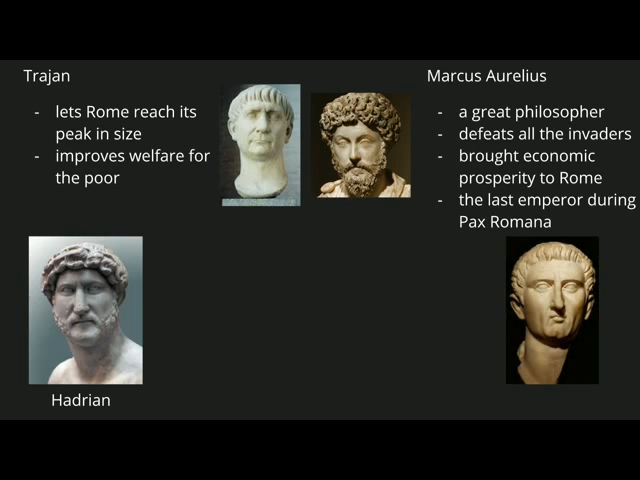 Trajan
- lets Rome reach its
peak in size
- improves welfare for
the poor
Marcus Aurelius
- a great philosopher
- defeats all the invaders
- brought economic
prosperity to Rome
- the last emperor during
Pax Romana
Hadrian